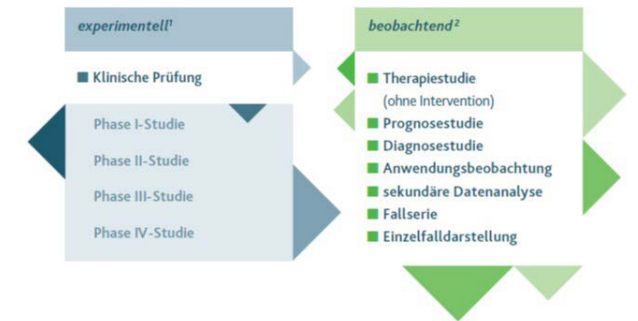 experimentell¹
Klinische Prüfung
Phase I-Studie
Phase II-Studie
Phase III-Studie
Phase IV-Studie
beobachtend²
Therapiestudie
(ohne Intervention)
Prognosestudie
Diagnosestudie
Anwendungsbeobachtung
sekundäre Datenanalyse
Fallserie
Einzelfalldarstellung